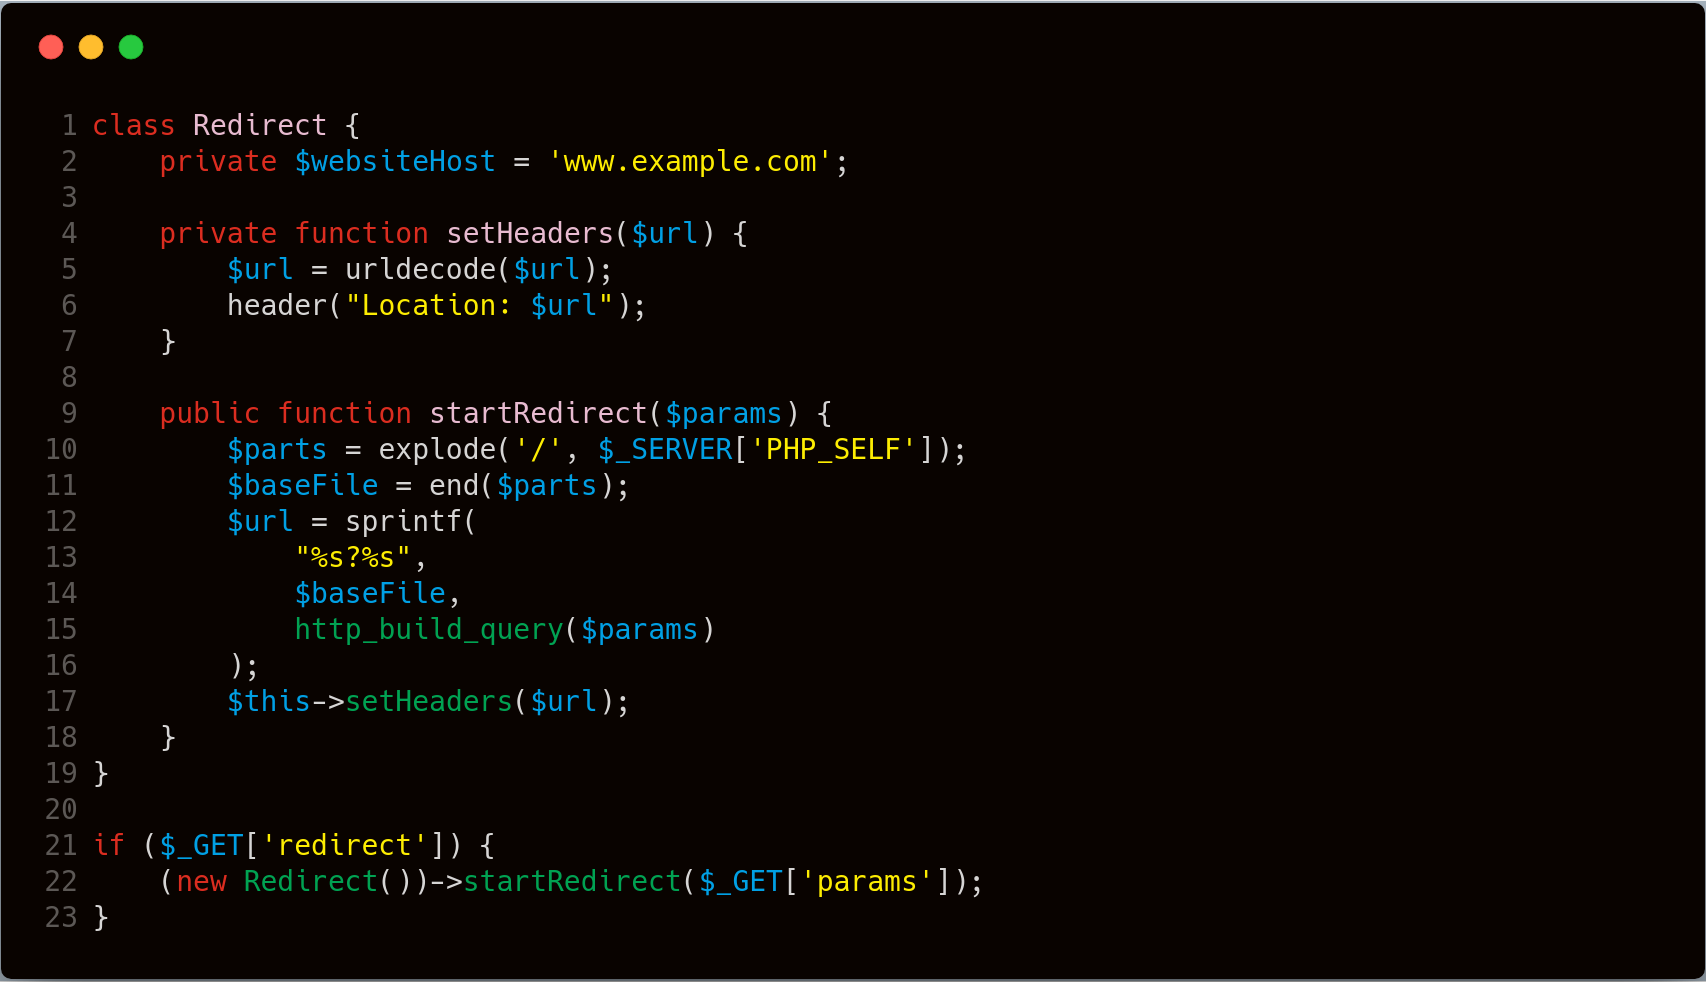 1 class Redirect {
2     private $websiteHost = 'www.example.com';
3
4     private function setHeaders($url) {
5         $url = urldecode($url);
6         header("Location: $url");
7     }
8
9     public function startRedirect($params) {
10         $parts = explode('/', $_SERVER['PHP_SELF']);
11         $baseFile = end($parts);
12         $url = sprintf(
13             "%s?%s",
14             $baseFile,
15             http_build_query($params)
16         );
17         $this->setHeaders($url);
18     }
19 }
20
21 if ($_GET['redirect']) {
22     (new Redirect())->startRedirect($_GET['params']);
23 }